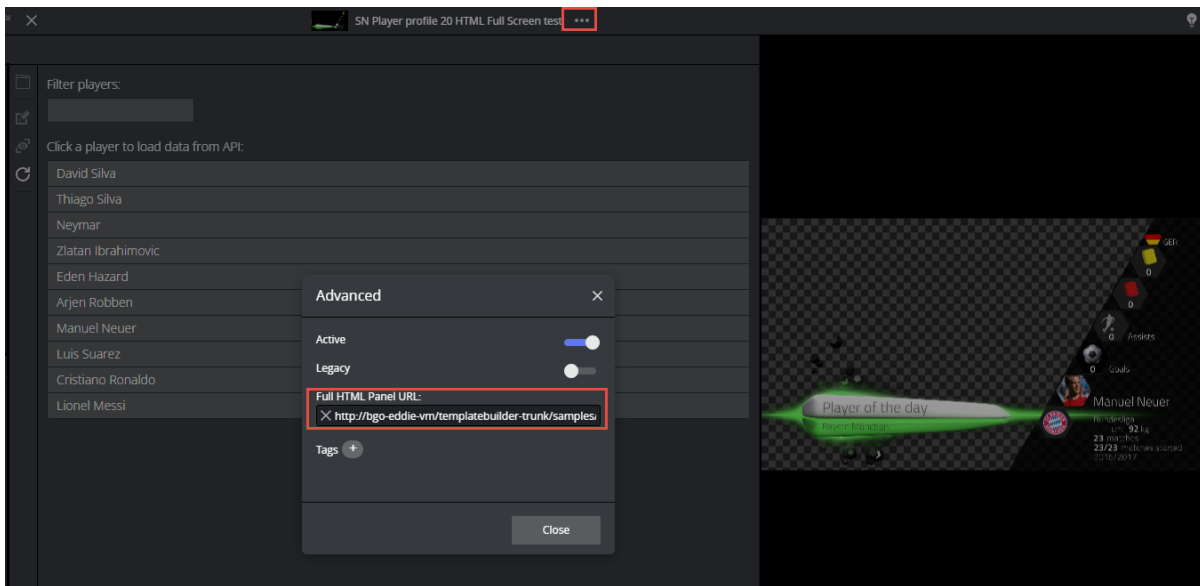 SN Player profile 20 HTML Full Screen test
Filter players:
Click a player to load data from API:
David Silva
Thiago Silva
Neymar
Zlatan Ibrahimovic
Eden Hazard
Arjen Robben
Manuel Neuer
Luis Suarez
Cristiano Ronaldo
Lionel Messi
Advanced
Active
Legacy
Full HTML Panel URL:
http://bgo-eddie-vm/templatebuilder-trunk/samples/
Tags
Close
GER
0
0
0 Assists
0 Goals
Manuel Neuer
Bundesliga
cm 92 kg
23 matches
23/23 matches started
2016/2017
Player of the day
Bayern Munchen